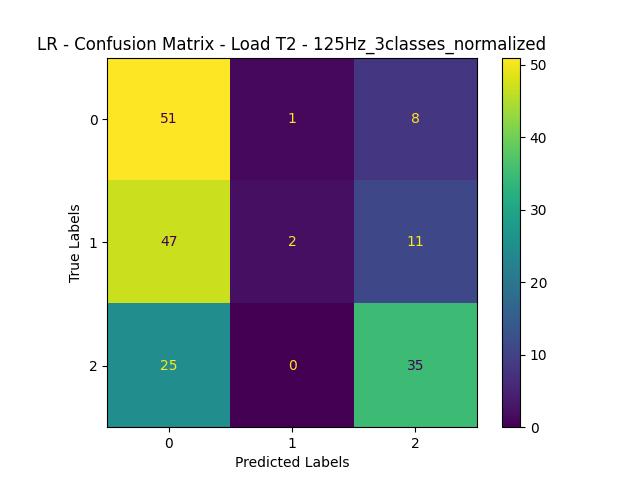 LR - Confusion Matrix - Load T2 - 125Hz_3classes_normalized
True Labels
0 51 1 8
1 47 2 11
2 25 0 35
0 1 2
Predicted Labels
50
40
30
20
10
0